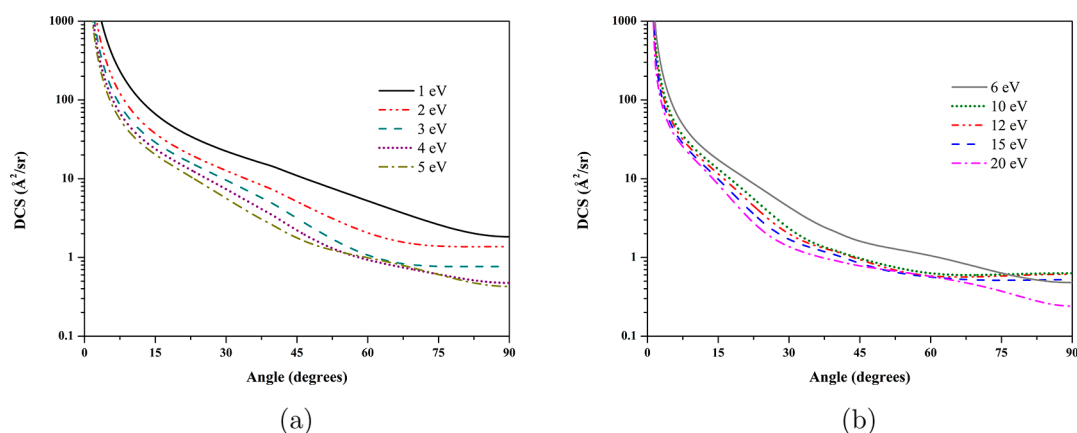 1000
100
10
1
0.1
DCS (Å²/sr)
1 eV
2 eV
3 eV
4 eV
5 eV
0 15 30 45 60 75 90
Angle (degrees)
(a)
1000
100
10
1
0.1
DCS (Å²/sr)
6 eV
10 eV
12 eV
15 eV
20 eV
0 15 30 45 60 75 90
Angle (degrees)
(b)